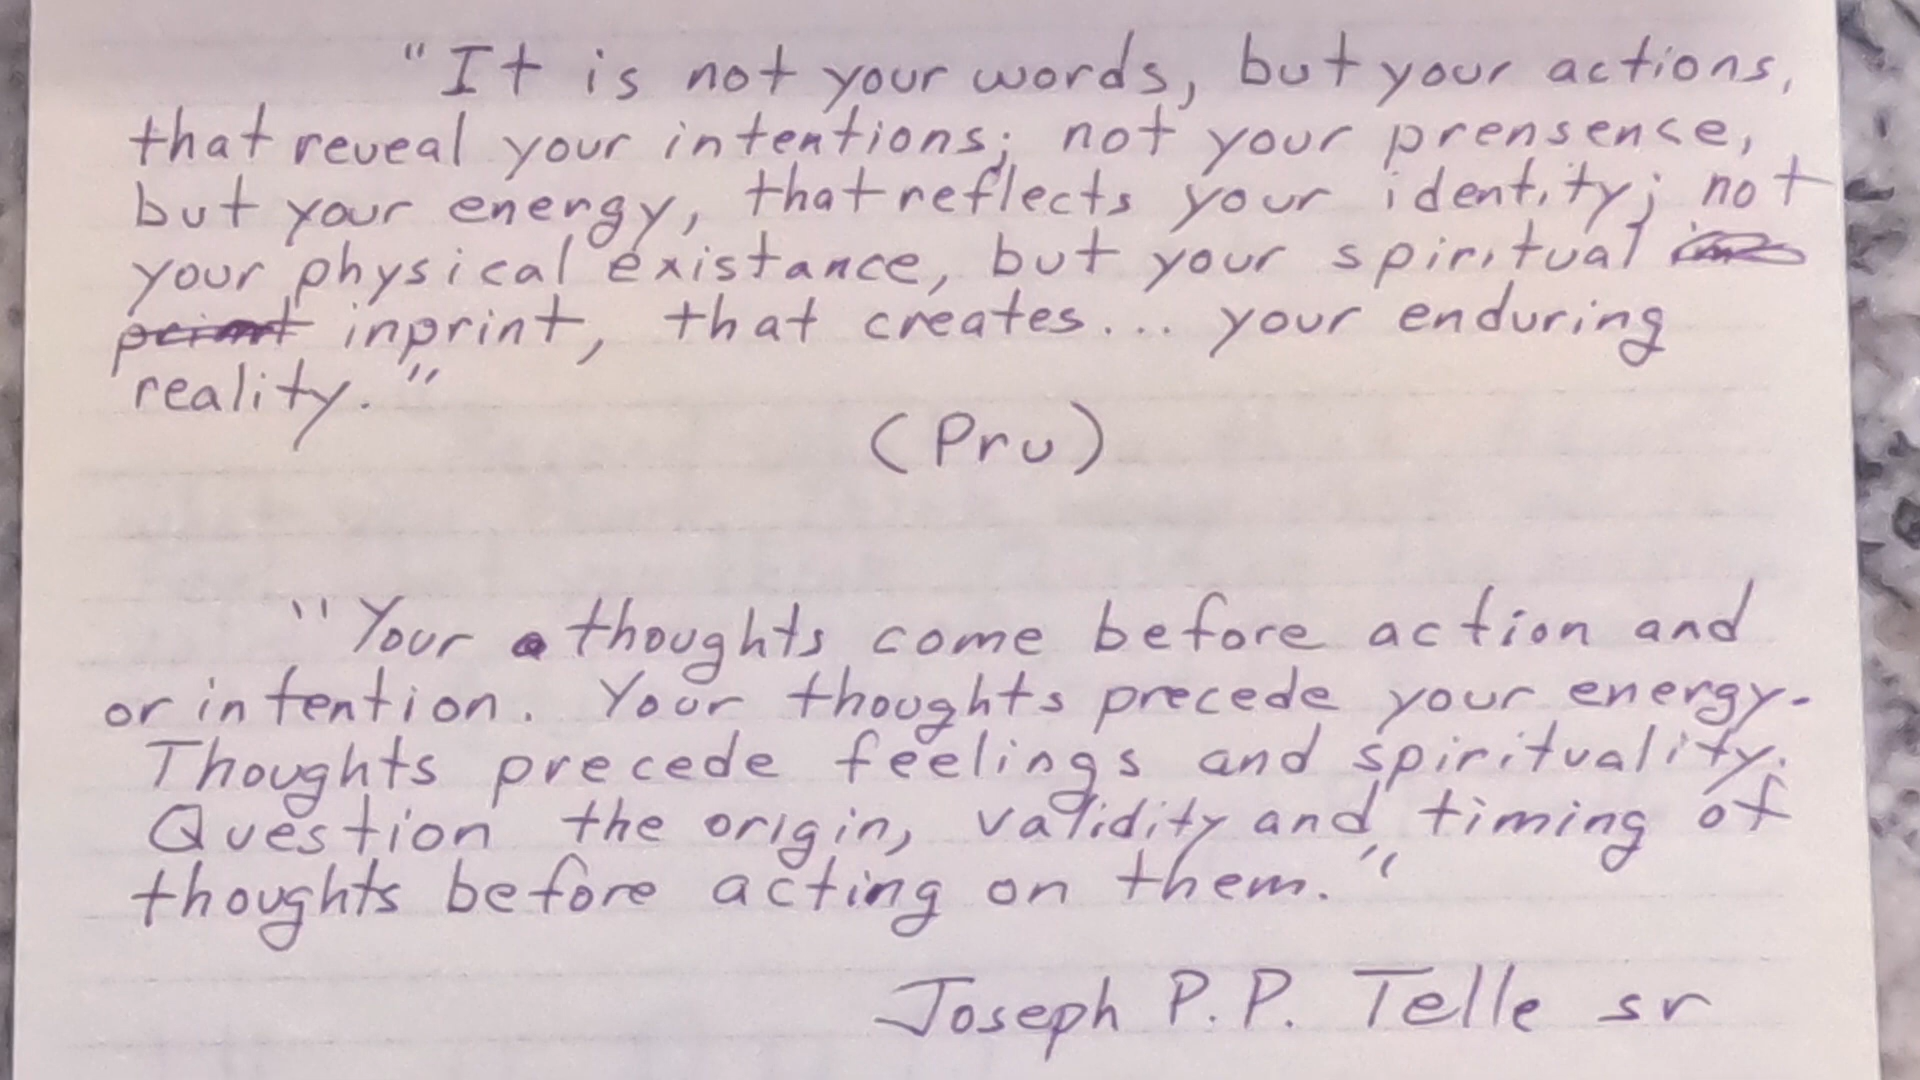 "It is not your words, but your actions,
that reveal your intentions; not your prensence,
but your energy, that reflects your identity; not
your physical existance, but your spiritual
inprint, that creates... your enduring
reality."
(Pru)
"Your thoughts come before action and
or intention. Your thoughts precede your energy.
Thoughts precede feelings and spirituality.
Question the origin, validity and timing of
thoughts before acting on them."
Joseph P.P. Telle sr